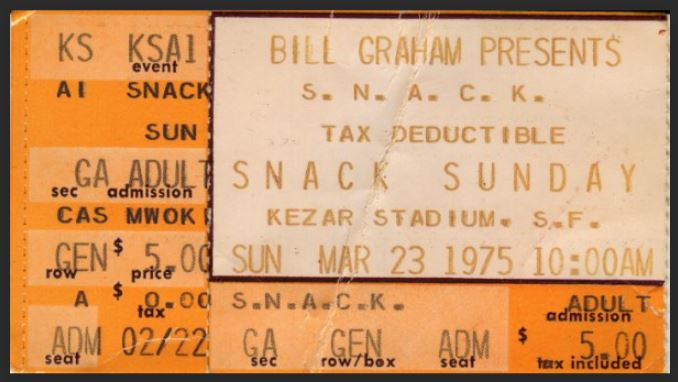 KS KSA1
event
A1 SNACK
SUN
GA ADULT
sec admission
CAS MWOK
GEN $ 5.00
row price
A $ 0.00
tax
ADM 02/22
seat
BILL GRAHAM PRESENTS
S. N. A. C. K.
TAX DEDUCTIBLE
SNACK SUNDAY
KEZAR STADIUM, S.F.
SUN MAR 23 1975 10:00AM
S.N.A.C.K. ADULT
admission
GA GEN ADM $ 5.00
sec row/box seat tax included